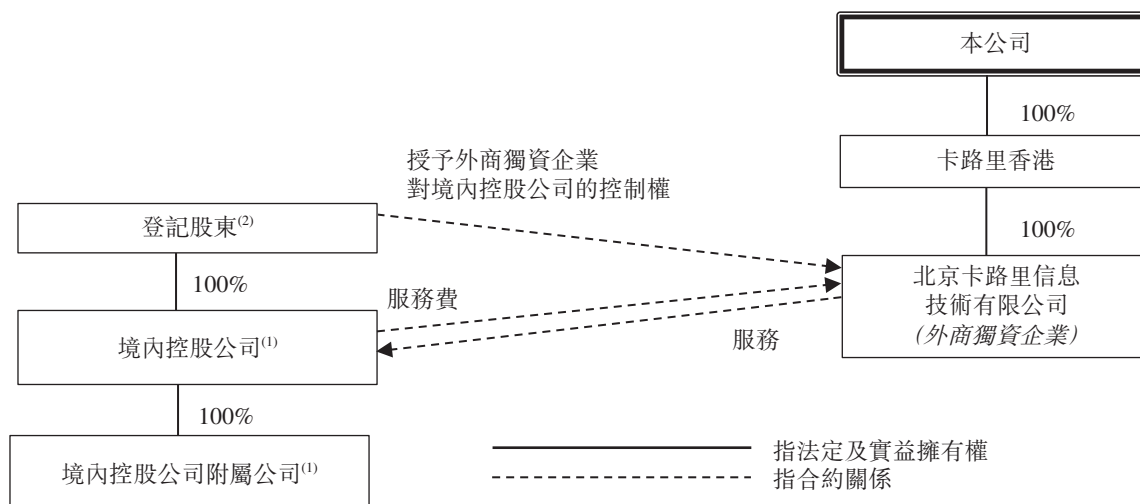 本公司
100%
卡路里香港
授予外商獨資企業
對境內控股公司的控制權
登記股東(2)
100%
100%
北京卡路里信息
技術有限公司
(外商獨資企業)
服務費
服務
境內控股公司(1)
100%
境內控股公司附屬公司(1)
指法定及實益擁有權
指合約關係